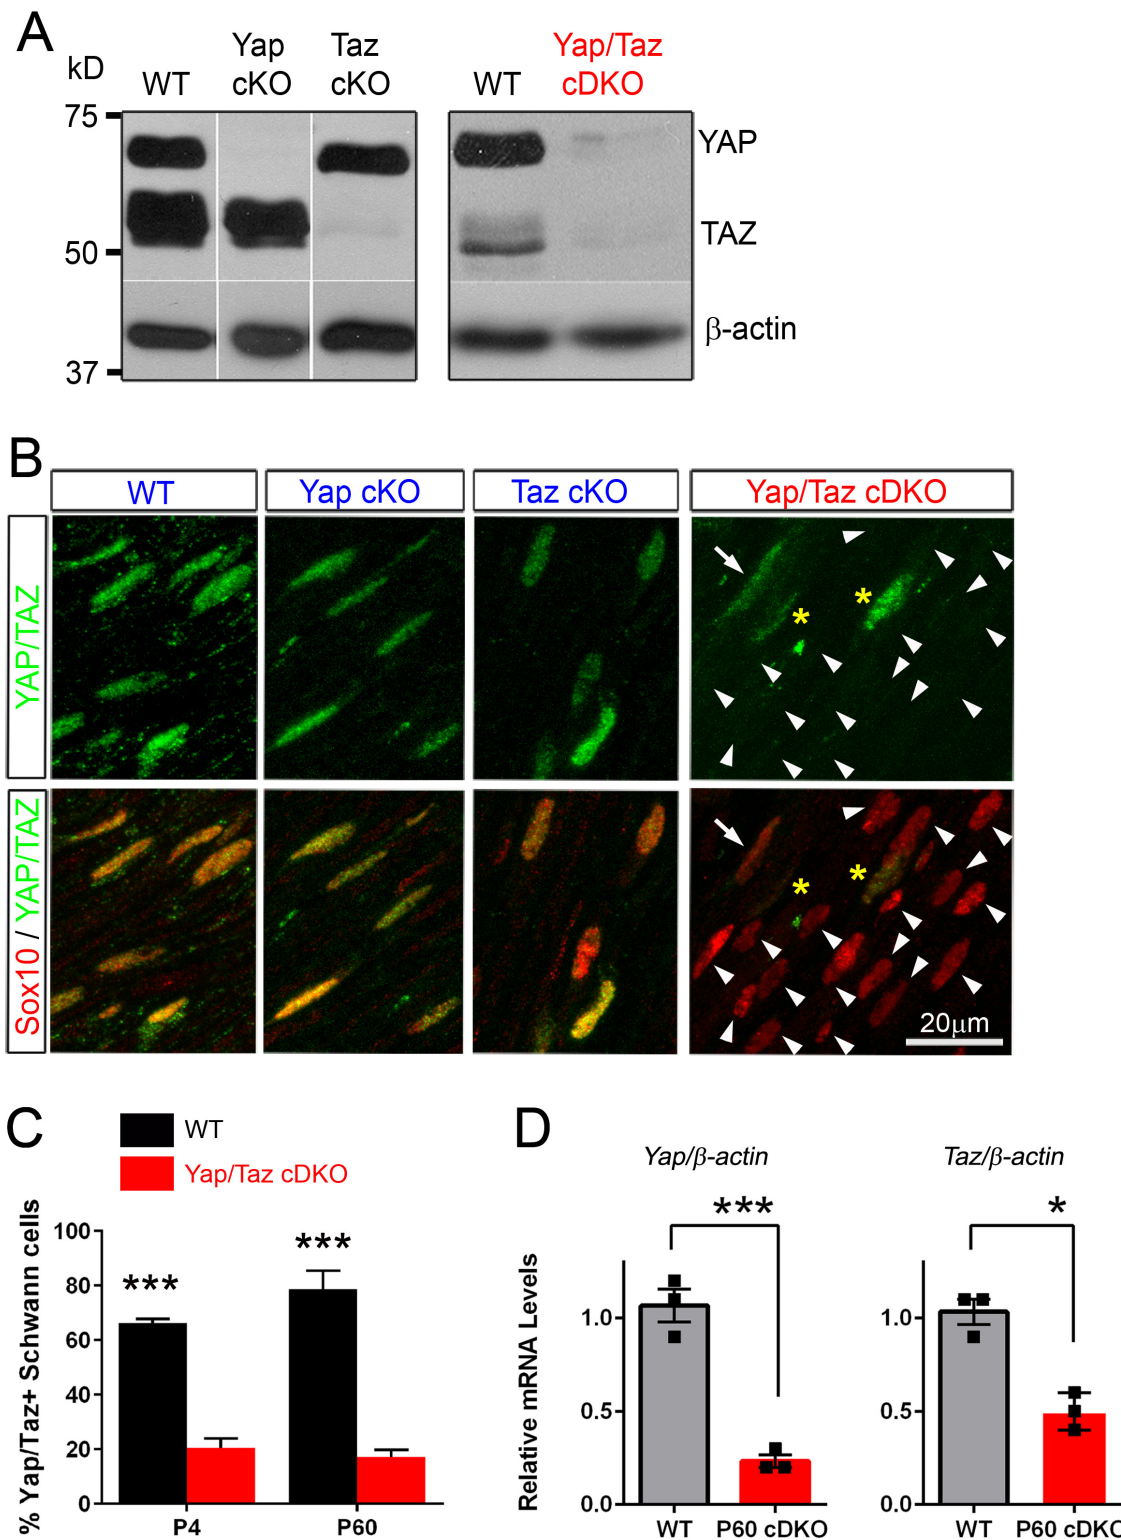 A
kD
WT
Yap
cKO
Taz
cKO
WT
Yap/Taz
cDKO
75
50
37
YAP
TAZ
β-actin
B
WT
Yap cKO
Taz cKO
Yap/Taz cDKO
YAP/TAZ
*
*
Sox10 / YAP/TAZ
*
*
20μm
C
WT
Yap/Taz cDKO
% Yap/Taz+ Schwann cells
100
80
60
40
20
0
***
***
P4
P60
D
Yap/β-actin
Taz/β-actin
***
*
Relative mRNA Levels
1.0
0.5
0.0
WT
P60 cDKO
1.0
0.5
0.0
WT
P60 cDKO